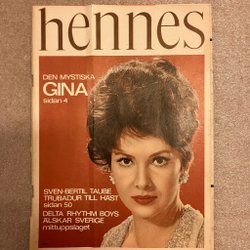 hennes
DEN MYSTISKA
GINA
sidan 4
SVEN-BERTIL TAUBE
TRUBADUR TILL HÄST
sidan 50
DELTA RHYTHM BOYS
ÄLSKAR SVERIGE
mittuppslaget